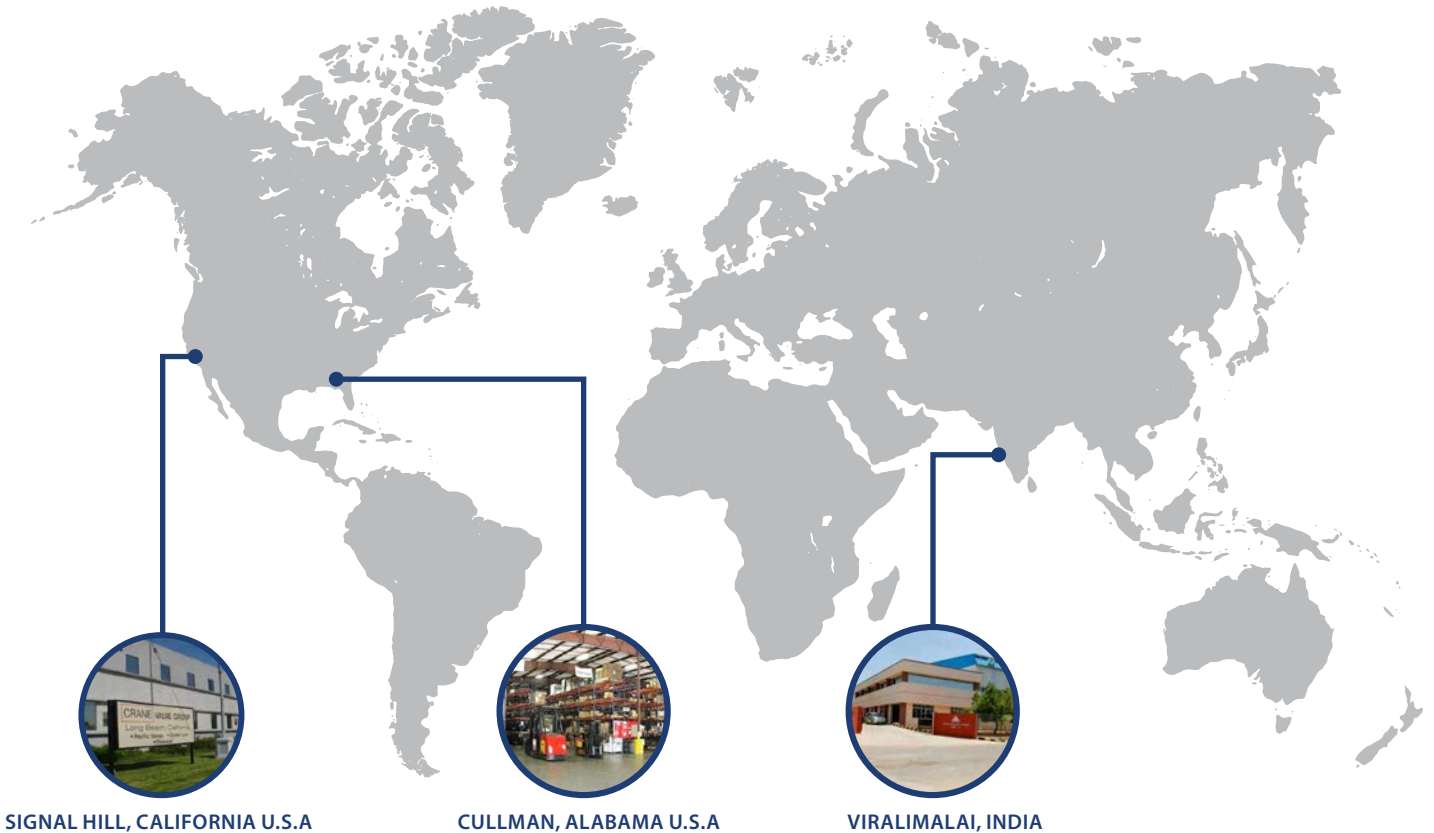 CRANE VALVE GROUP
Long Beach, California
SIGNAL HILL, CALIFORNIA U.S.A
CULLMAN, ALABAMA U.S.A
VIRALIMALAI, INDIA